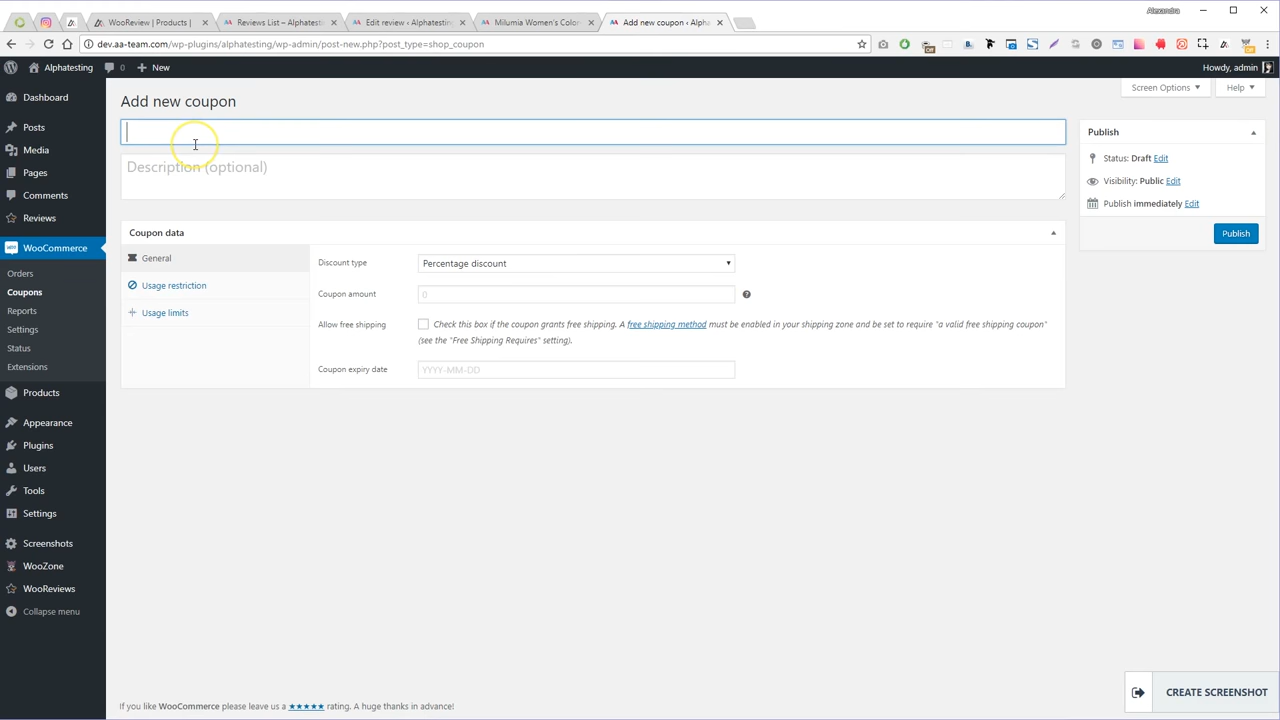 Alexandra
WooReview | Products |
Reviews List – Alphatesti
Edit review ‹ Alphatesting
Milumia Women's Color
Add new coupon ‹ Alpha
dev.aa-team.com/wp-plugins/alphatesting/wp-admin/post-new.php?post_type=shop_coupon
Alphatesting
0
New
Howdy, admin
Screen Options
Help
Dashboard
Posts
Media
Pages
Comments
Reviews
WooCommerce
Orders
Coupons
Reports
Settings
Status
Extensions
Products
Appearance
Plugins
Users
Tools
Settings
Screenshots
WooZone
WooReviews
Collapse menu
Add new coupon
Description (optional)
Coupon data
General
Usage restriction
Usage limits
Discount type
Percentage discount
Coupon amount
0
Allow free shipping
Check this box if the coupon grants free shipping. A free shipping method must be enabled in your shipping zone and be set to require "a valid free shipping coupon"
(see the "Free Shipping Requires" setting).
Coupon expiry date
YYYY-MM-DD
Publish
Status: Draft Edit
Visibility: Public Edit
Publish immediately Edit
Publish
If you like WooCommerce please leave us a ★★★★★ rating. A huge thanks in advance!
CREATE SCREENSHOT